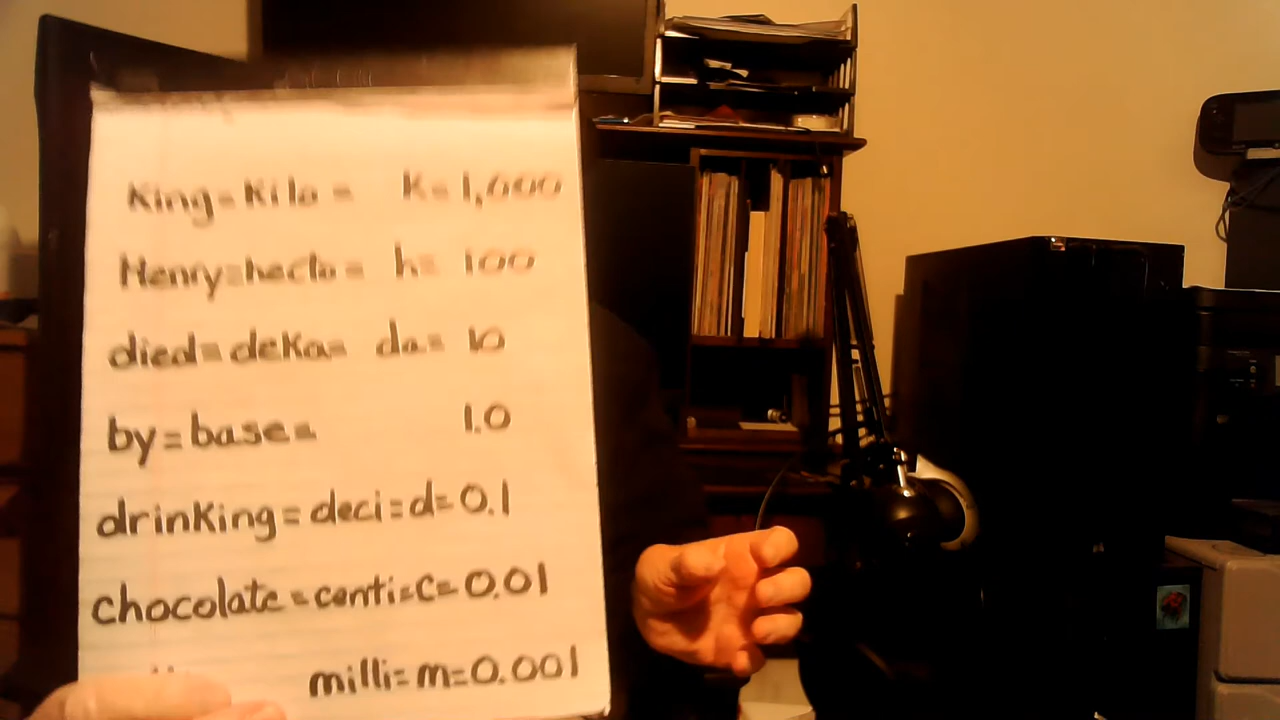 King = Kilo = K = 1,000
Henry = hecto = h = 100
died = deKa = da = 10
by = base = 1.0
drinKing = deci = d = 0.1
chocolate = centi = c = 0.01
milli = m = 0.001